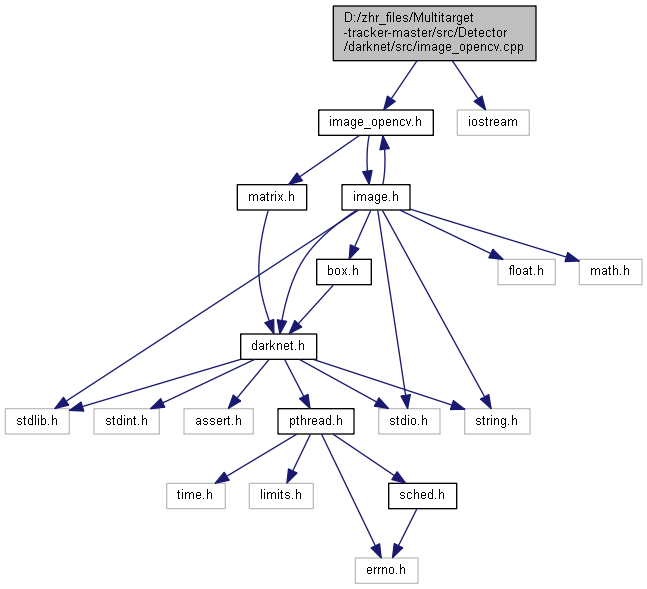 D:/zhr_files/Multitarget
-tracker-master/src/Detector
/darknet/src/image_opencv.cpp
image_opencv.h
iostream
matrix.h
image.h
box.h
float.h
math.h
darknet.h
stdlib.h
stdint.h
assert.h
pthread.h
stdio.h
string.h
time.h
limits.h
sched.h
errno.h